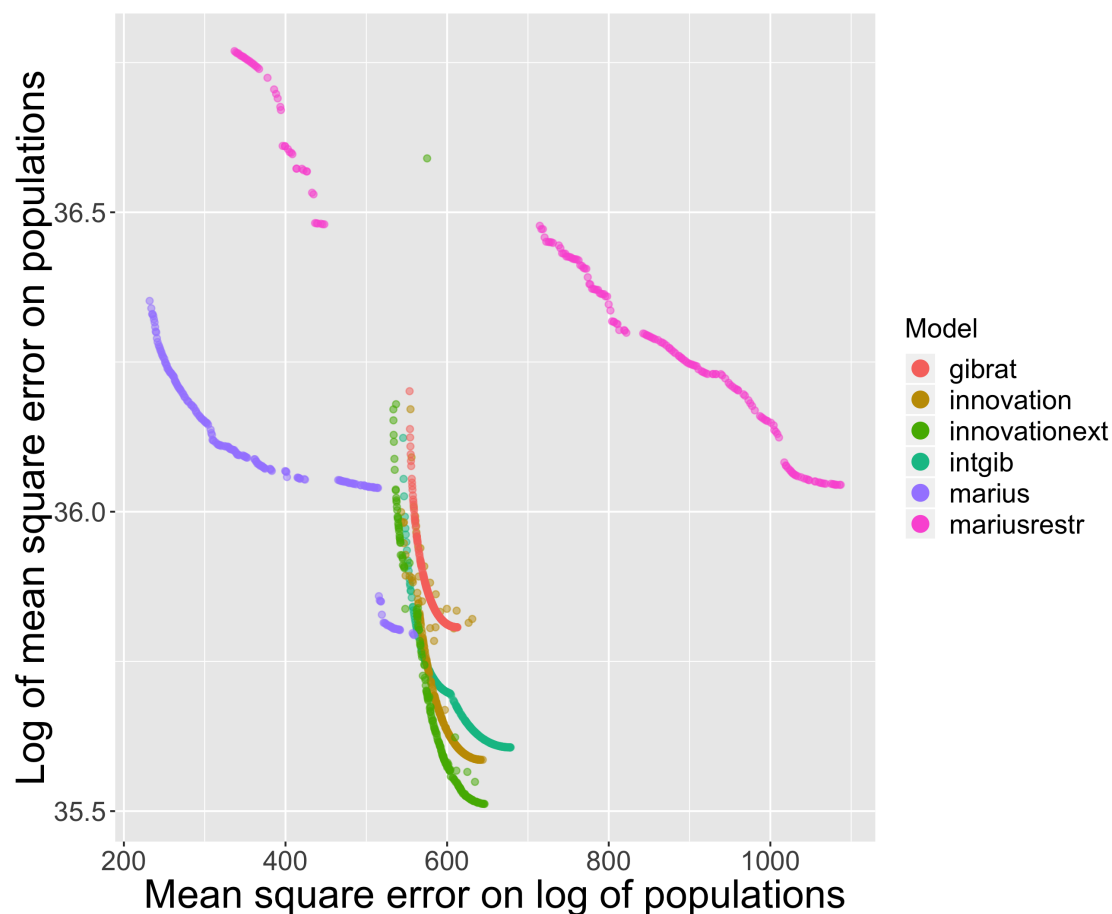 Log of mean square error on populations
36.5
36.0
35.5
200 400 600 800 1000
Mean square error on log of populations
Model
gibrat
innovation
innovationext
intgib
marius
mariusrestr